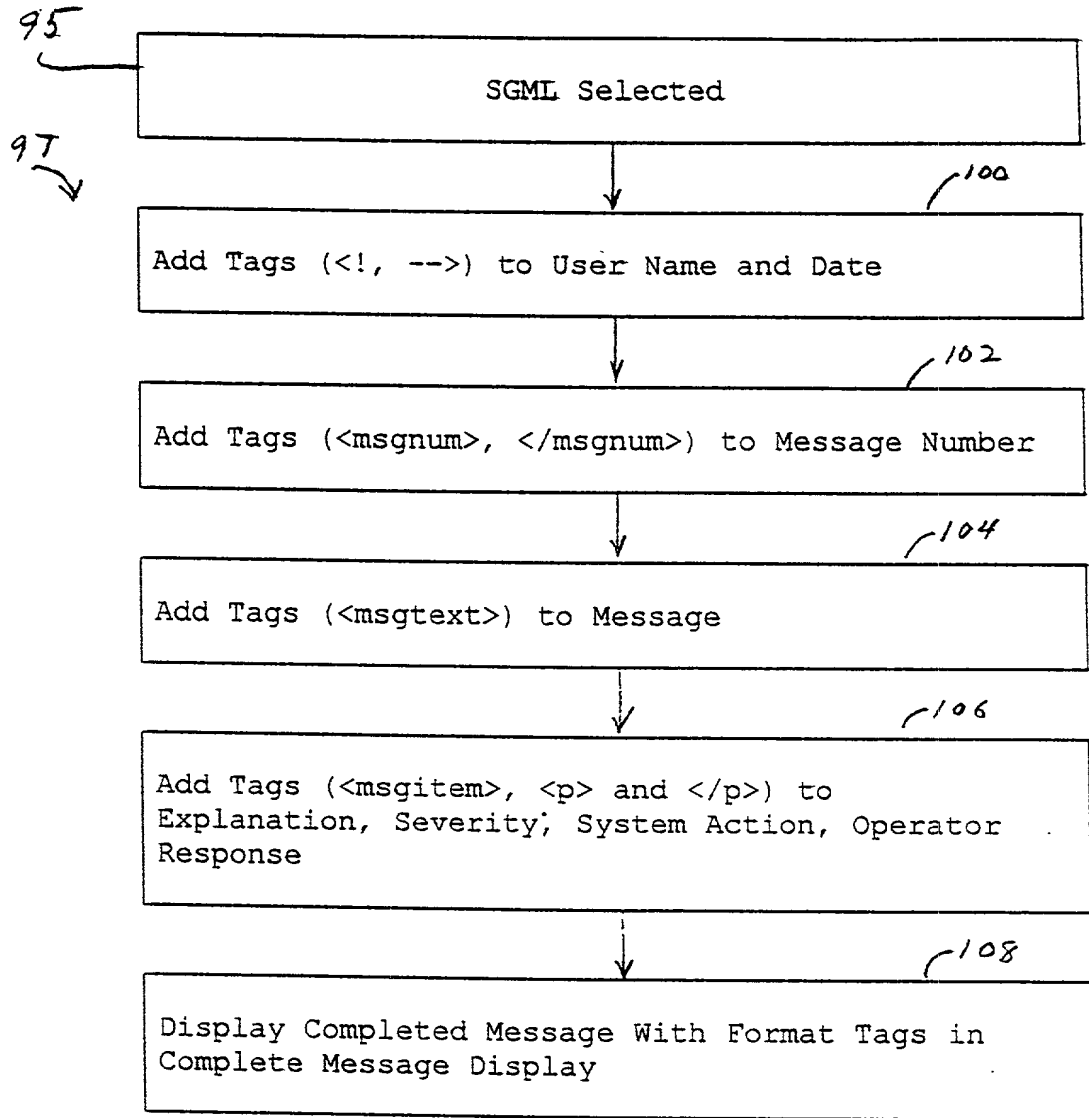 95
SGML Selected
97
100
Add Tags (<!, -->) to User Name and Date
102
Add Tags (<msgnum>, </msgnum>) to Message Number
104
Add Tags (<msgtext>) to Message
106
Add Tags (<msgitem>, <p> and </p>) to
Explanation, Severity, System Action, Operator
Response
108
Display Completed Message With Format Tags in
Complete Message Display